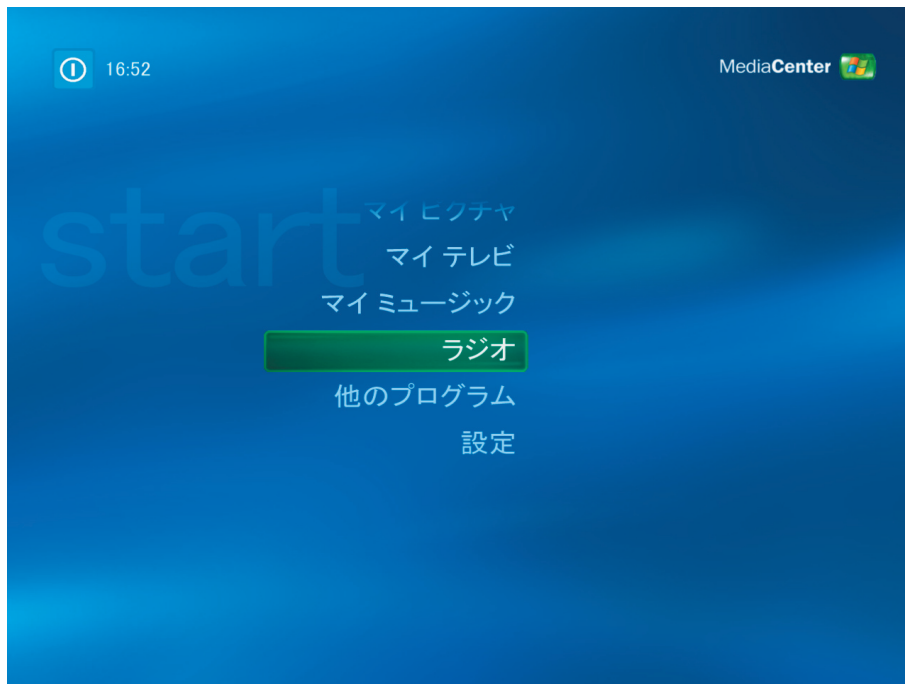 16:52
MediaCenter
start
マイ ピクチャ
マイ テレビ
マイ ミュージック
ラジオ
他のプログラム
設定